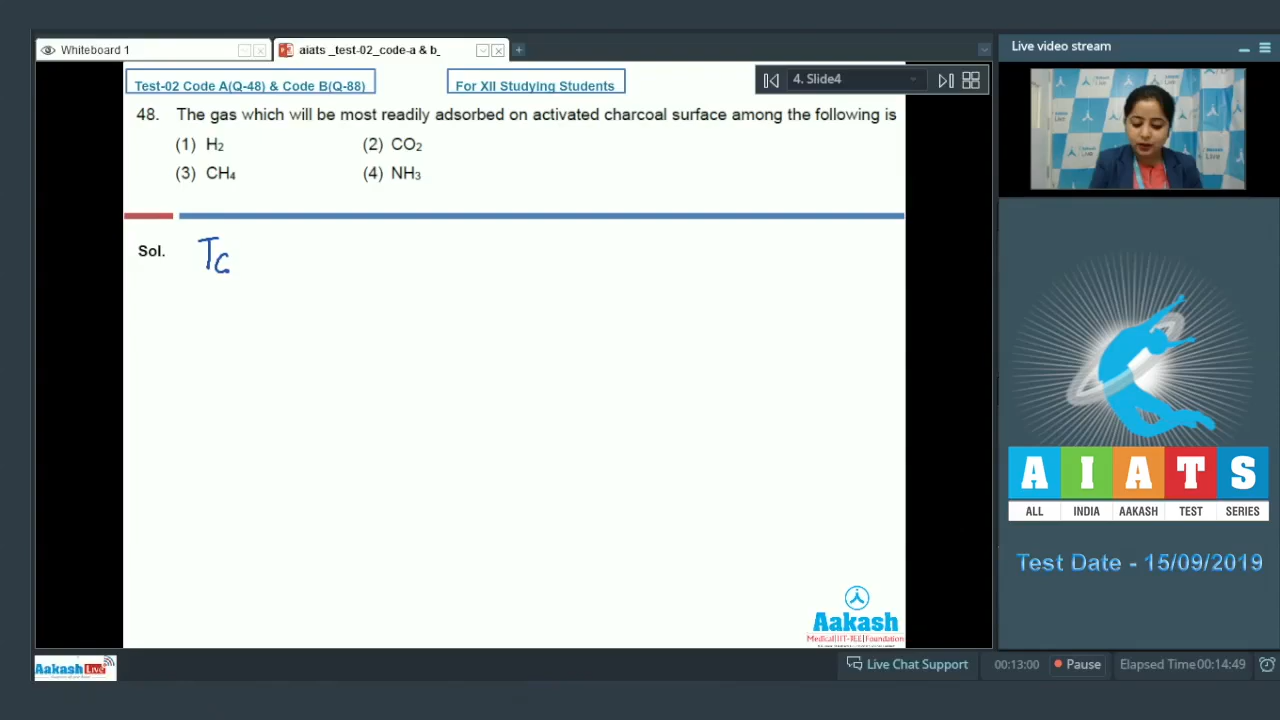 Whiteboard 1
aiats _test-02_code-a & b_
Live video stream
Test-02 Code A(Q-48) & Code B(Q-88)
For XII Studying Students
4. Slide4
48. The gas which will be most readily adsorbed on activated charcoal surface among the following is
(1) H₂ (2) CO₂
(3) CH₄ (4) NH₃
Sol. Tc
A I A T S
ALL INDIA AAKASH TEST SERIES
Test Date - 15/09/2019
Aakash
Medical|IIT-JEE|Foundation
Aakash Live
Live Chat Support
00:13:00
Pause
Elapsed Time 00:14:49